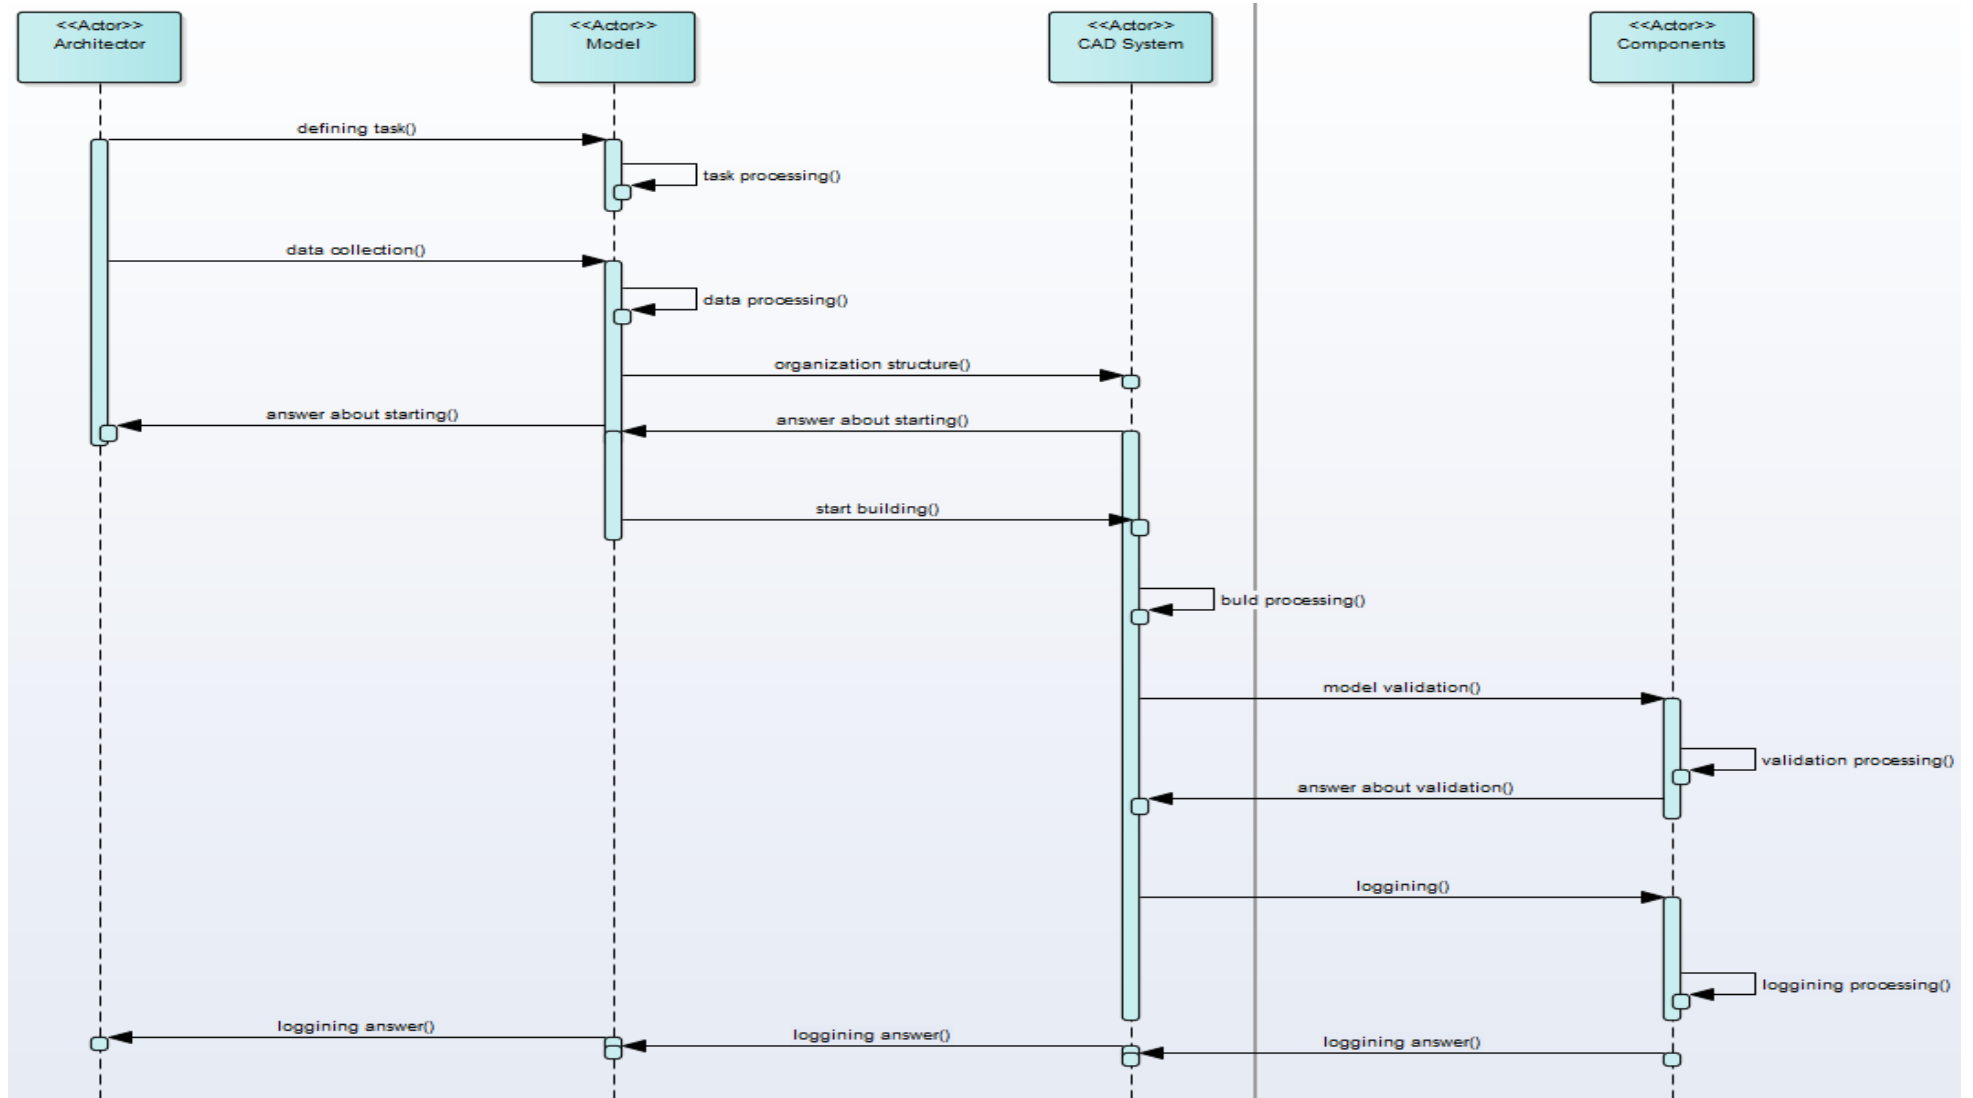 <<Actor>>
Architector
<<Actor>>
Model
<<Actor>>
CAD System
<<Actor>>
Components
defining task()
task processing()
data collection()
data processing()
organization structure()
answer about starting()
answer about starting()
start building()
buld processing()
model validation()
validation processing()
answer about validation()
loggining()
loggining processing()
loggining answer()
loggining answer()
loggining answer()